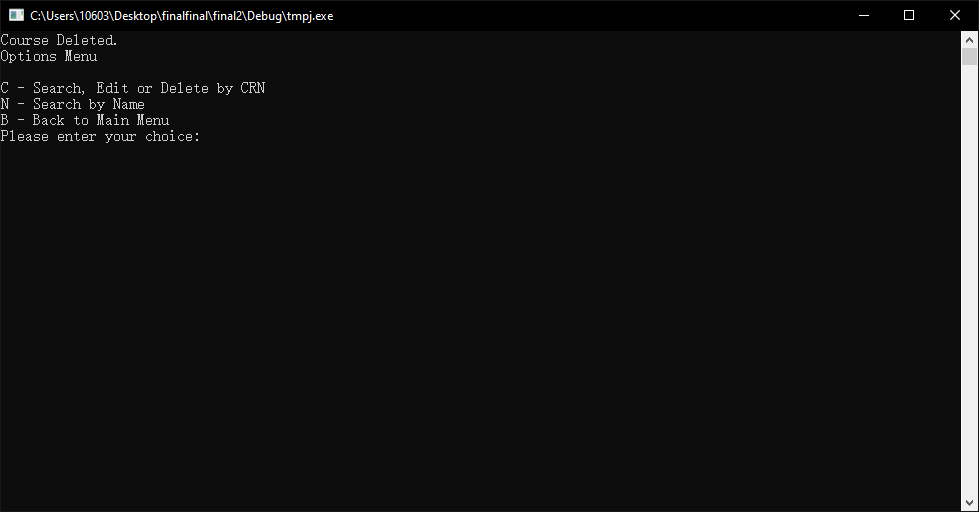 C:\Users\10603\Desktop\finalfinal\final2\Debug\tmpj.exe
Course Deleted.
Options Menu
C - Search, Edit or Delete by CRN
N - Search by Name
B - Back to Main Menu
Please enter your choice: